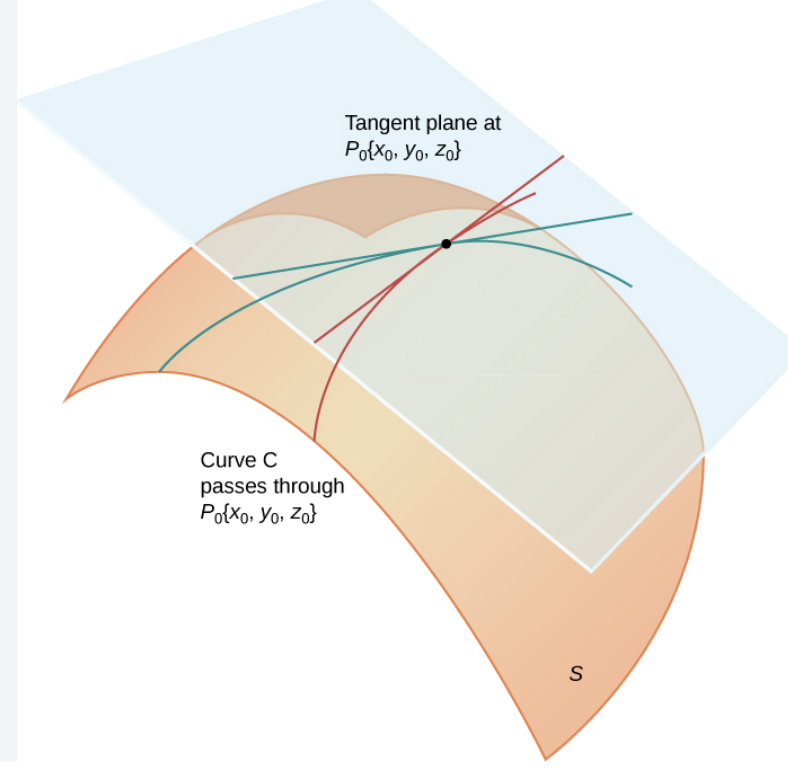 Tangent plane at
P₀{x₀, y₀, z₀}
Curve C
passes through
P₀{x₀, y₀, z₀}
S